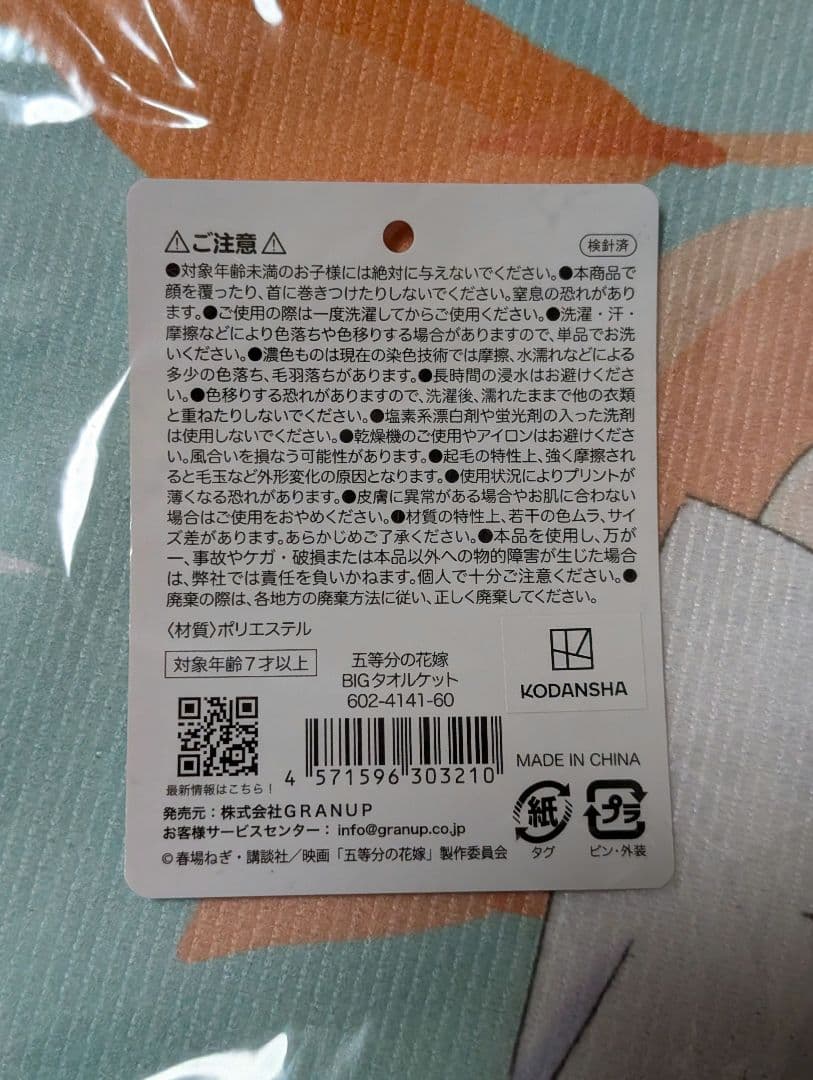 ⚠ご注意⚠
検針済
●対象年齢未満のお子様には絶対に与えないでください。●本商品で
顔を覆ったり、首に巻きつけたりしないでください。窒息の恐れがあり
ます。●ご使用の際は一度洗濯してからご使用ください。●洗濯・汗・
摩擦などにより色落ちや色移りする場合がありますので、単品でお洗
いください。●濃色ものは現在の染色技術では摩擦、水濡れなどによる
多少の色落ち、毛羽落ちがあります。●長時間の浸水はお避けくださ
い。●色移りする恐れがありますので、洗濯後、濡れたままで他の衣類
と重ねたりしないでください。●塩素系漂白剤や蛍光剤の入った洗剤
は使用しないでください。●乾燥機のご使用やアイロンはお避けくださ
い。風合いを損なう可能性があります。●起毛の特性上、強く摩擦され
ると毛玉など外形変化の原因となります。●使用状況によりプリントが
薄くなる恐れがあります。●皮膚に異常がある場合やお肌に合わない
場合はご使用をおやめください。●材質の特性上、若干の色ムラ、サイ
ズ差があります。あらかじめご了承ください。●本品を使用し、万が
一、事故やケガ・破損または本品以外への物的障害が生じた場合
は、弊社では責任を負いかねます。個人で十分ご注意ください。●
廃棄の際は、各地方の廃棄方法に従い、正しく廃棄してください。
〈材質〉ポリエステル
対象年齢7才以上
五等分の花嫁
BIGタオルケット
602-4141-60
KODANSHA
最新情報はこちら！
4 571596 303210
MADE IN CHINA
発売元：株式会社GRANUP
お客様サービスセンター：info@granup.co.jp
©春場ねぎ・講談社／映画「五等分の花嫁」製作委員会
紙
タグ
プラ
ピン・外装